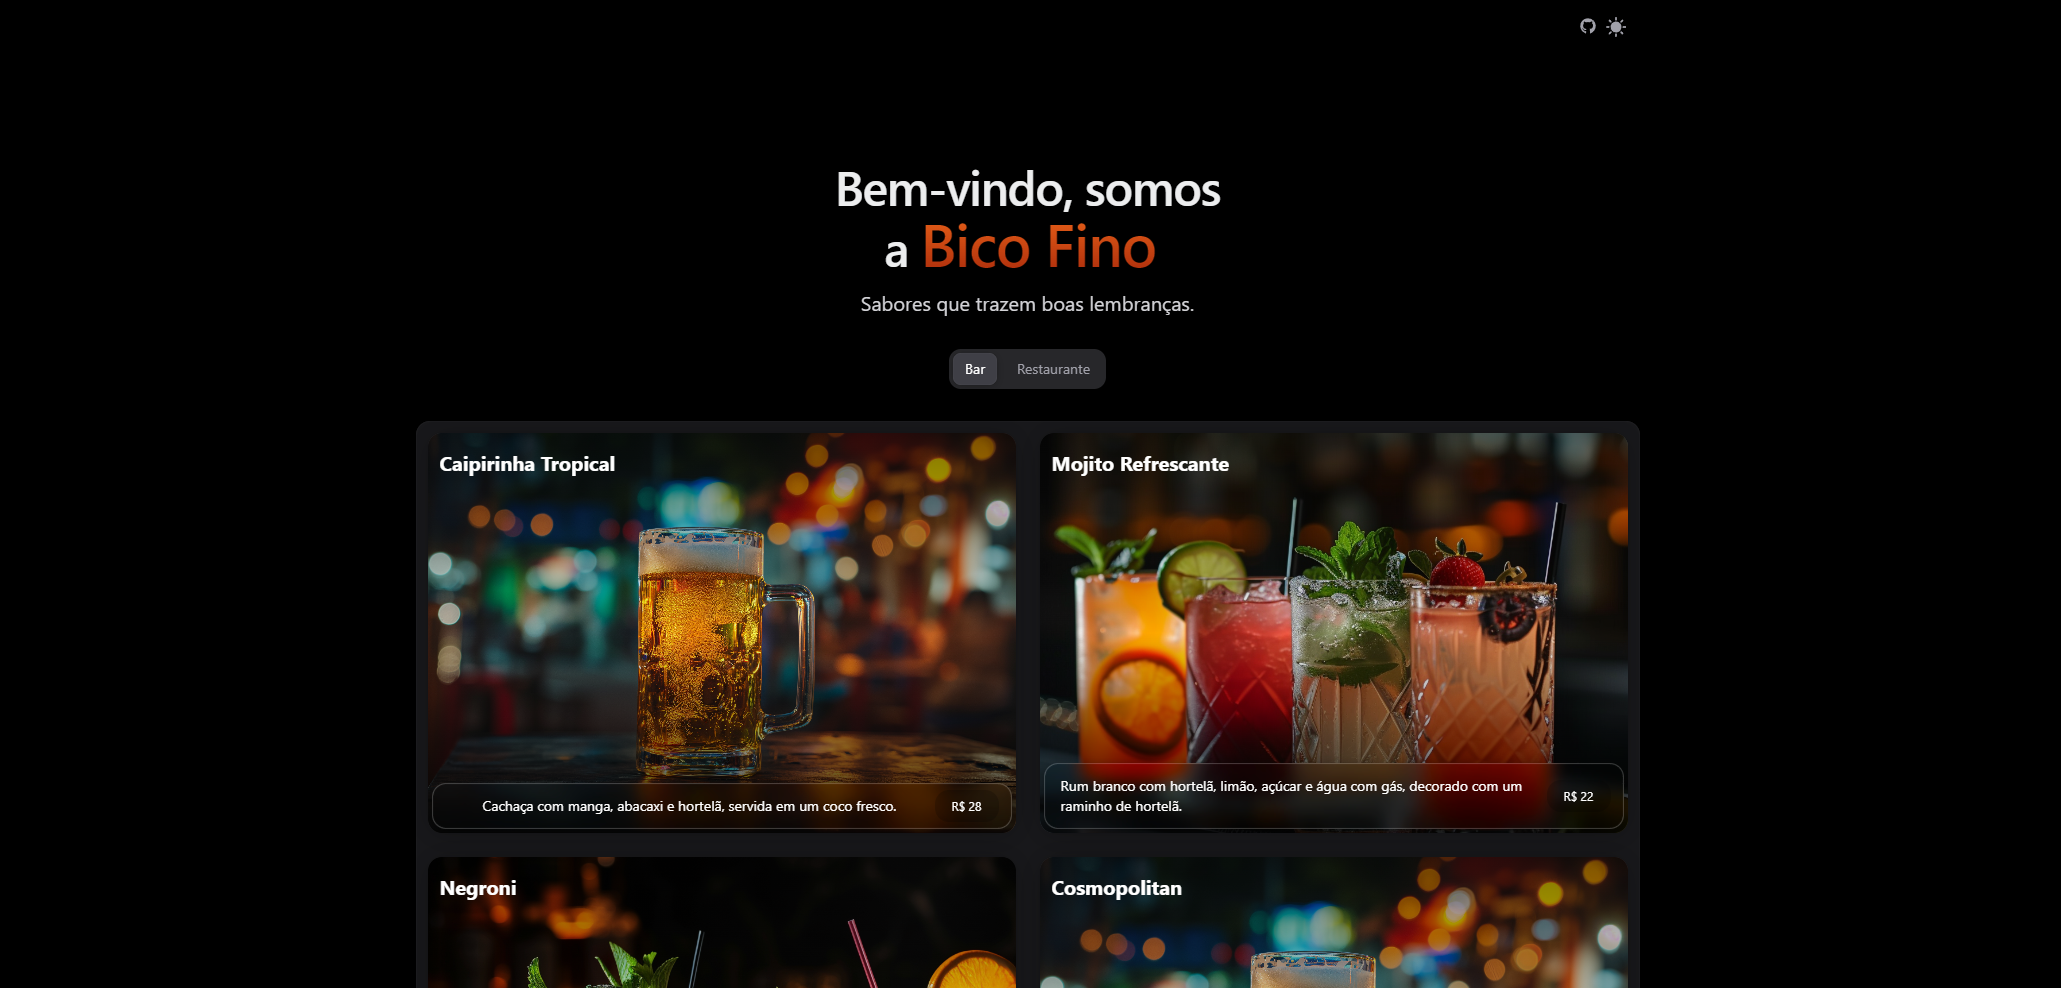 Bem-vindo, somos
a Bico Fino
Sabores que trazem boas lembranças.
Bar
Restaurante
Caipirinha Tropical
Cachaça com manga, abacaxi e hortelã, servida em um coco fresco.
R$ 28
Mojito Refrescante
Rum branco com hortelã, limão, açúcar e água com gás, decorado com um
raminho de hortelã.
R$ 22
Negroni
Cosmopolitan